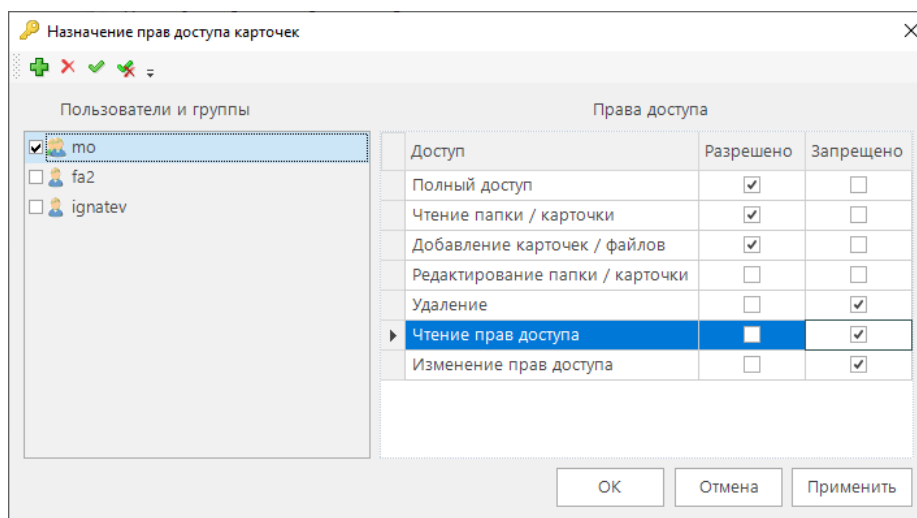 Назначение прав доступа карточек
Пользователи и группы
Права доступа
mo
fa2
ignatev
Доступ Разрешено Запрещено
Полный доступ
Чтение папки / карточки
Добавление карточек / файлов
Редактирование папки / карточки
Удаление
Чтение прав доступа
Изменение прав доступа
ОК Отмена Применить